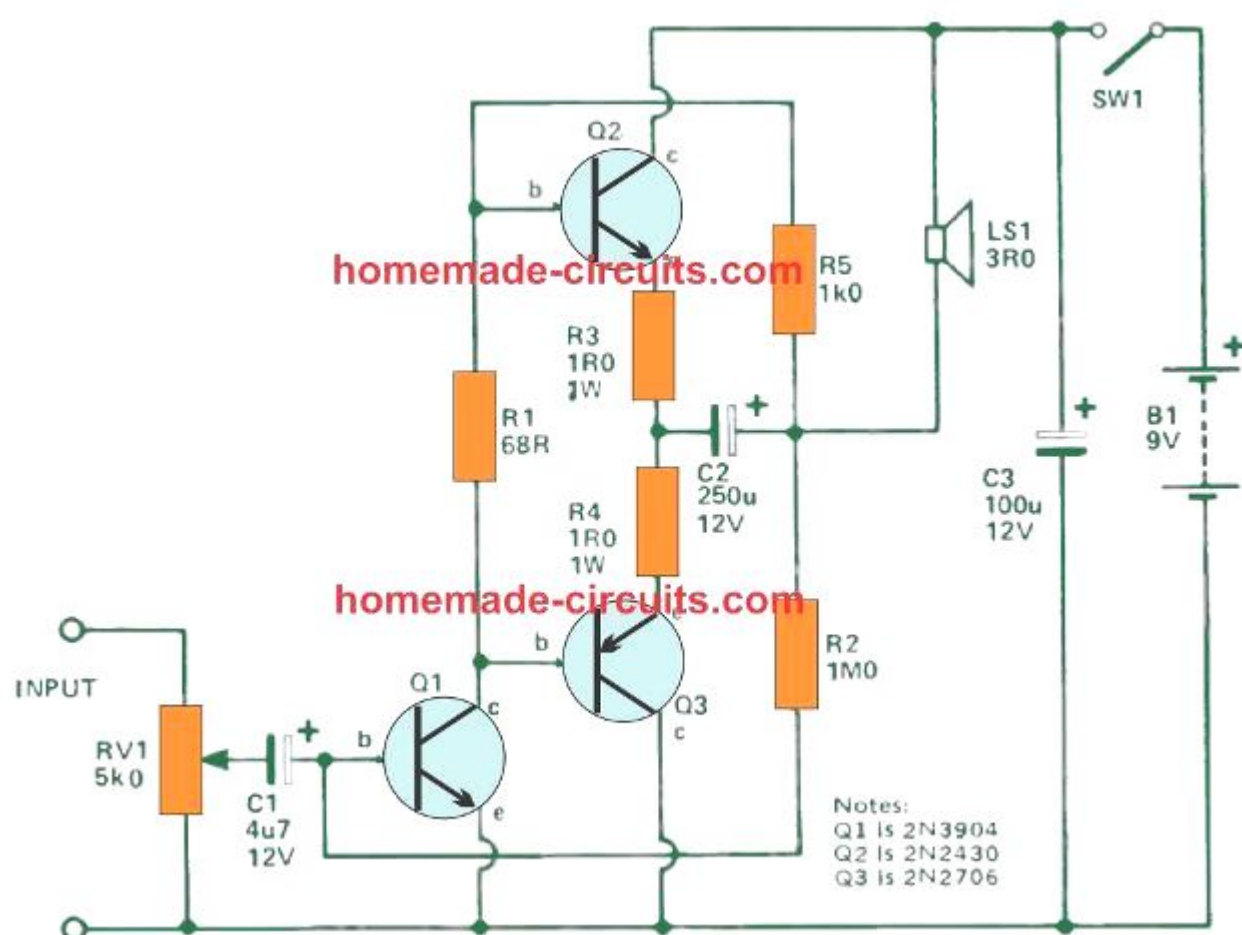 SW1
Q2
c
b
LS1
3R0
homemade-circuits.com
R5
1k0
R3
1R0
1W
+
+
+
R1
68R
B1
9V
C2
250u
12V
C3
100u
12V
R4
1R0
1W
homemade-circuits.com
e
b
R2
1M0
INPUT
Q1
c
Q3
c
+
b
RV1
5k0
C1
4u7
12V
e
Notes:
Q1 is 2N3904
Q2 is 2N2430
Q3 is 2N2706